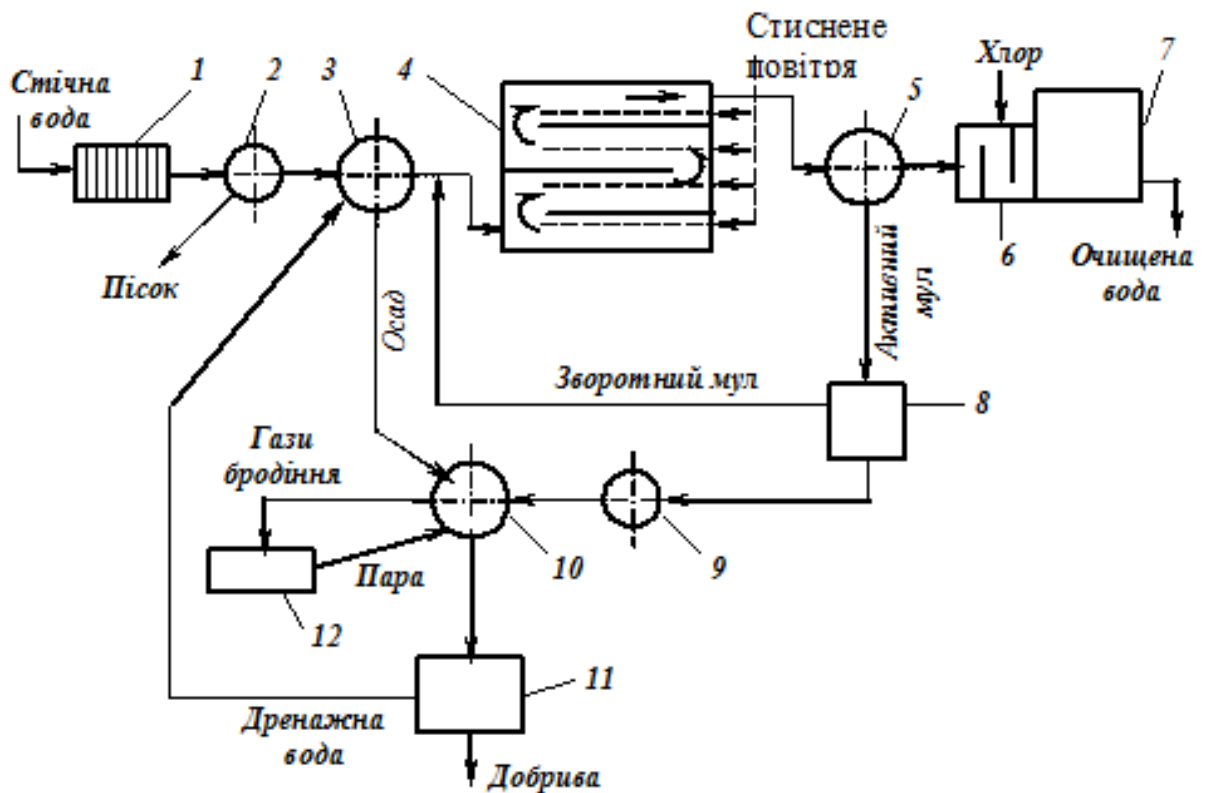 Стиснене
повітря
Стічна
вода
1
2
3
4
5
Хлор
7
Пісок
Осад
Активний
мул
6
Очищена
вода
Зворотний мул
8
Гази
бродіння
Пара
10
9
12
11
Дренажна
вода
Добрива